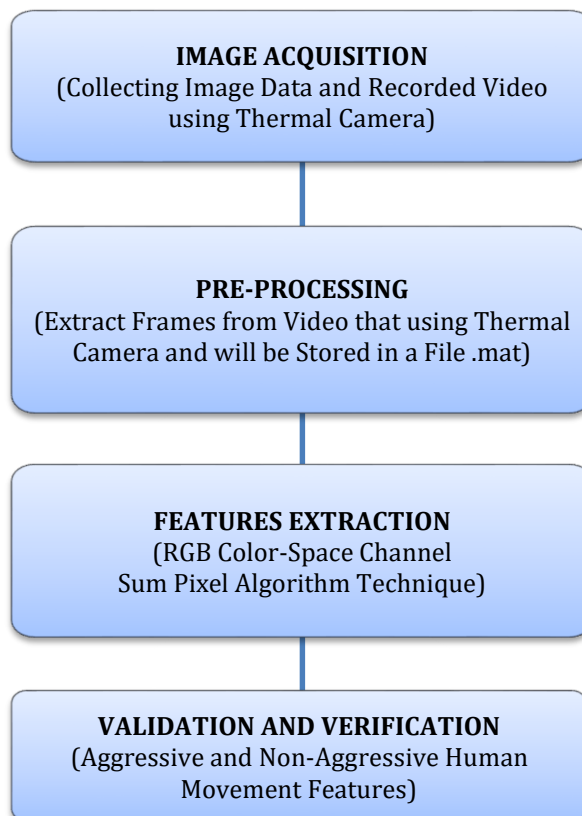 IMAGE ACQUISITION
(Collecting Image Data and Recorded Video
using Thermal Camera)
PRE-PROCESSING
(Extract Frames from Video that using Thermal
Camera and will be Stored in a File .mat)
FEATURES EXTRACTION
(RGB Color-Space Channel
Sum Pixel Algorithm Technique)
VALIDATION AND VERIFICATION
(Aggressive and Non-Aggressive Human
Movement Features)